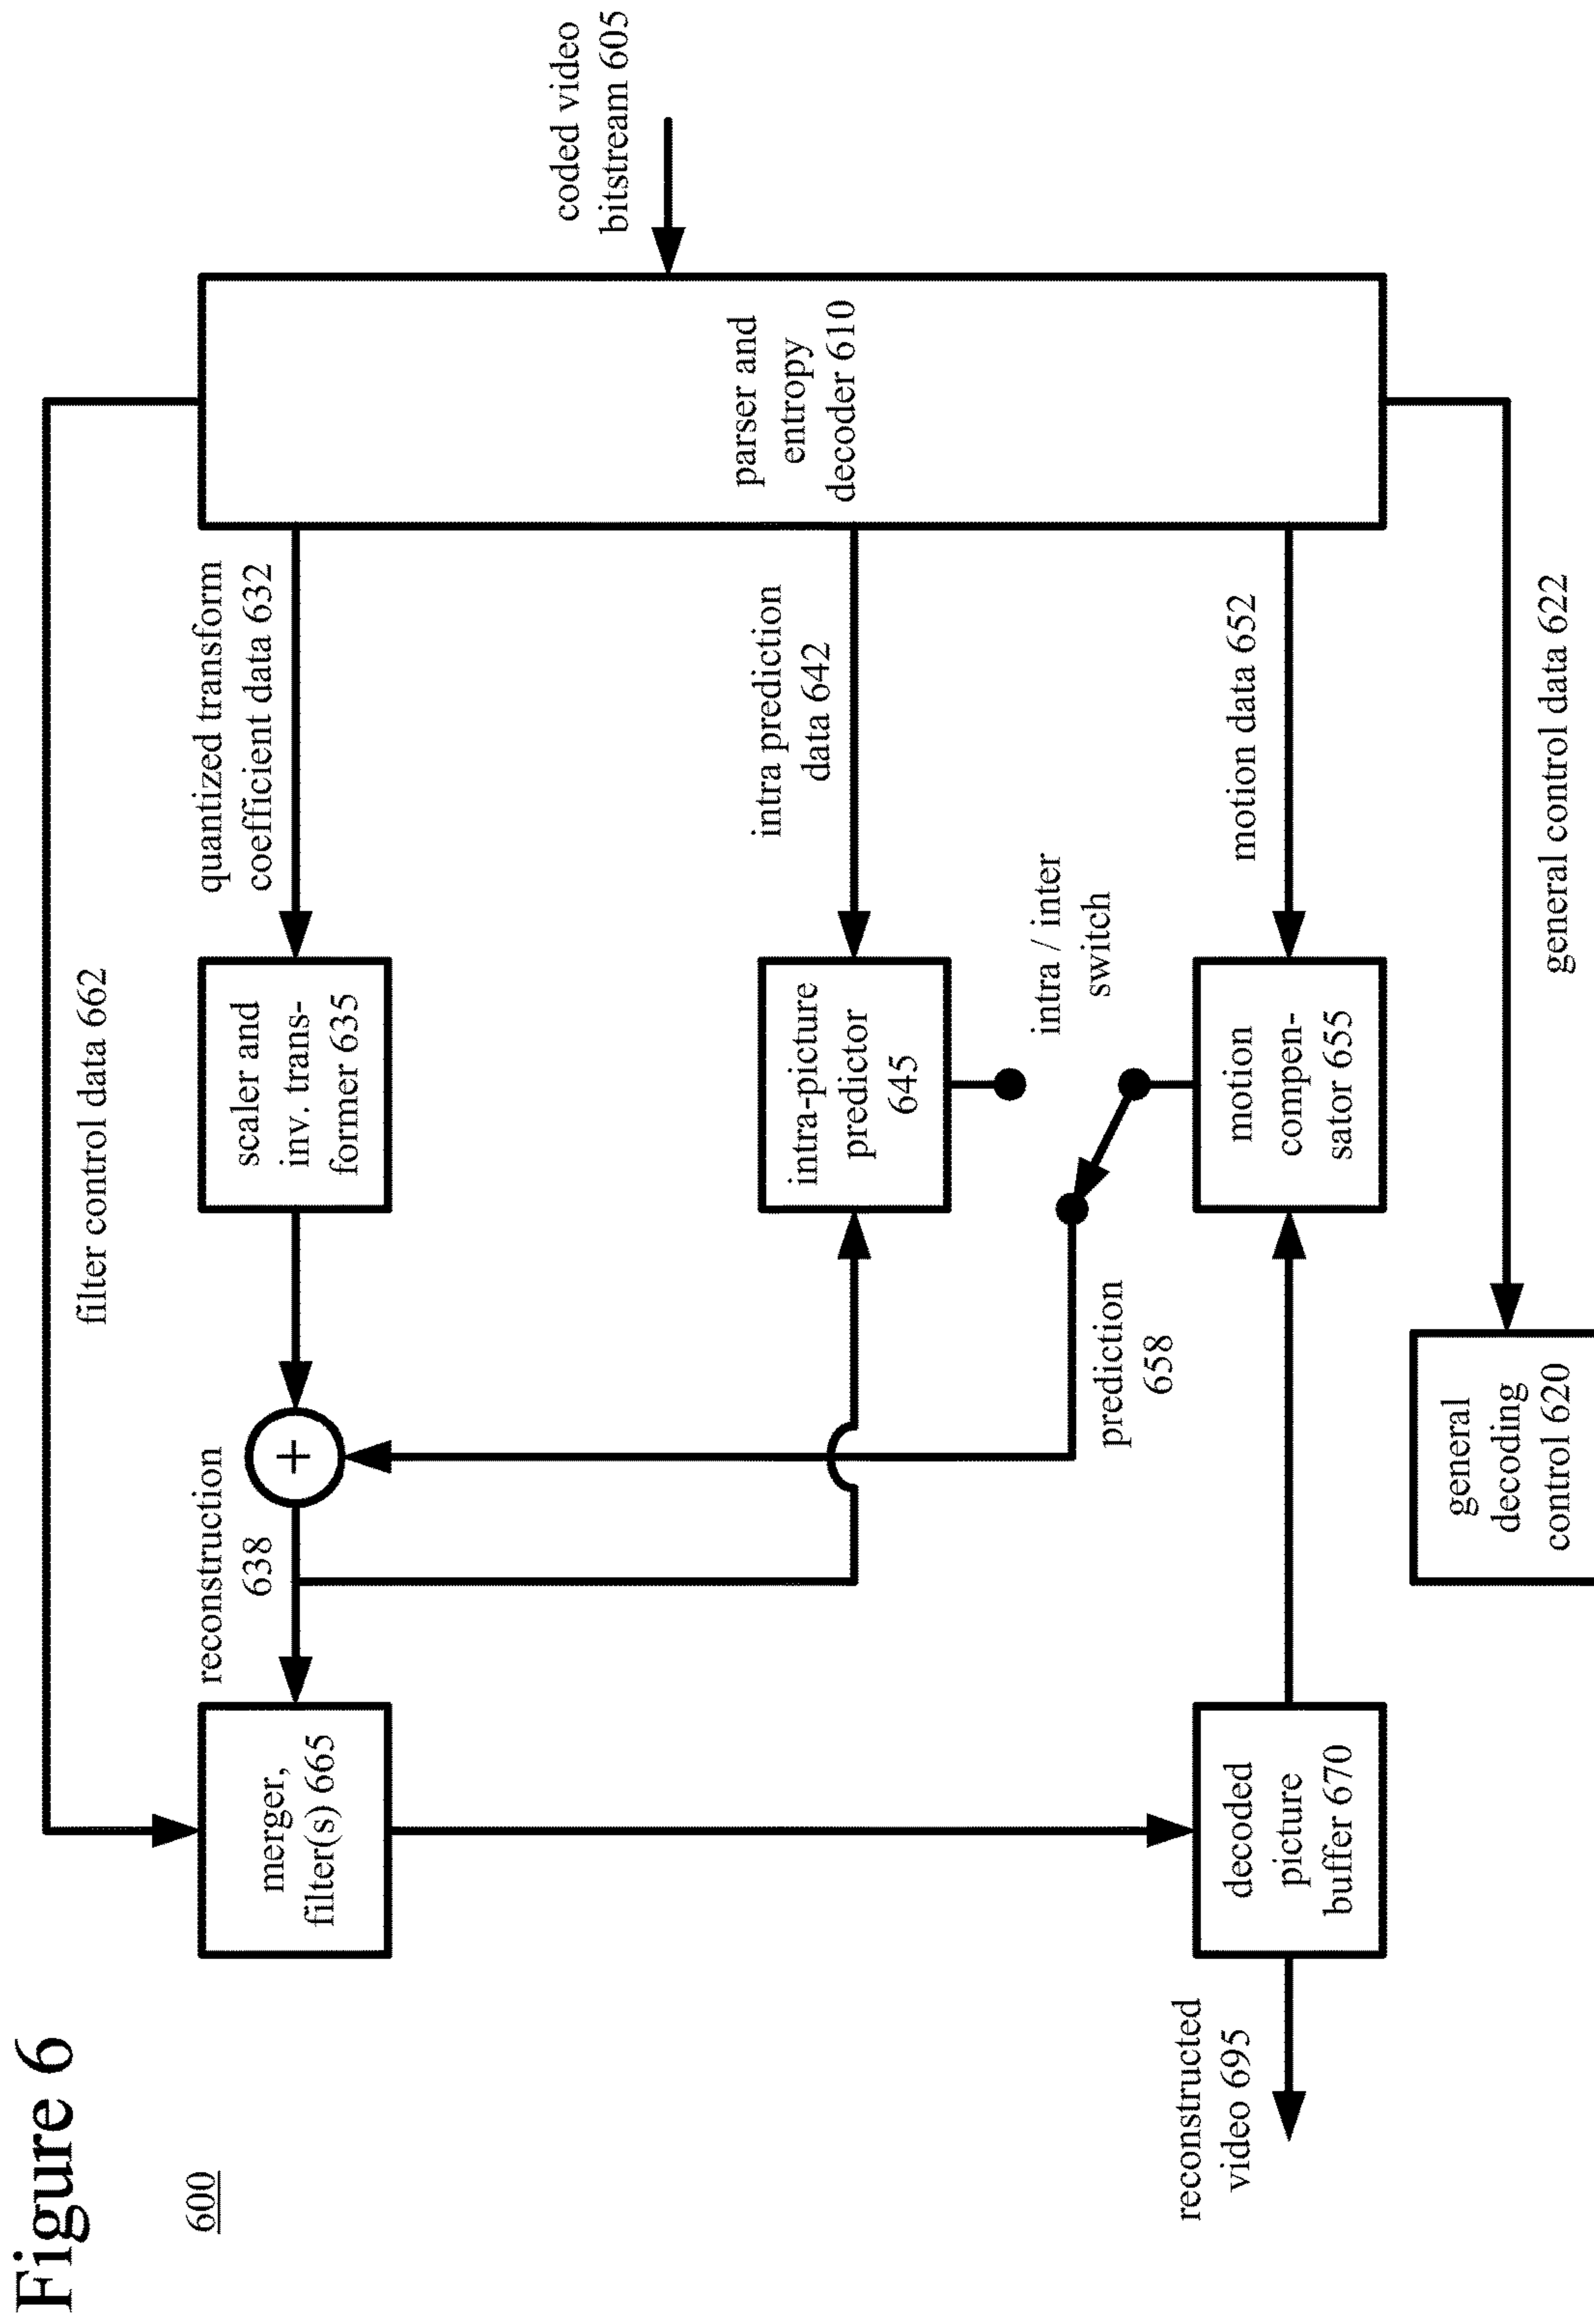 Figure 6
600
coded video
bitstream 605
parser and
entropy
decoder 610
filter control data 662
quantized transform
coefficient data 632
intra prediction
data 642
motion data 652
general control data 622
scaler and
inv. trans-
former 635
intra-picture
predictor
645
intra / inter
switch
motion
compen-
sator 655
+
prediction
658
reconstruction
638
general
decoding
control 620
merger,
filter(s) 665
decoded
picture
buffer 670
reconstructed
video 695